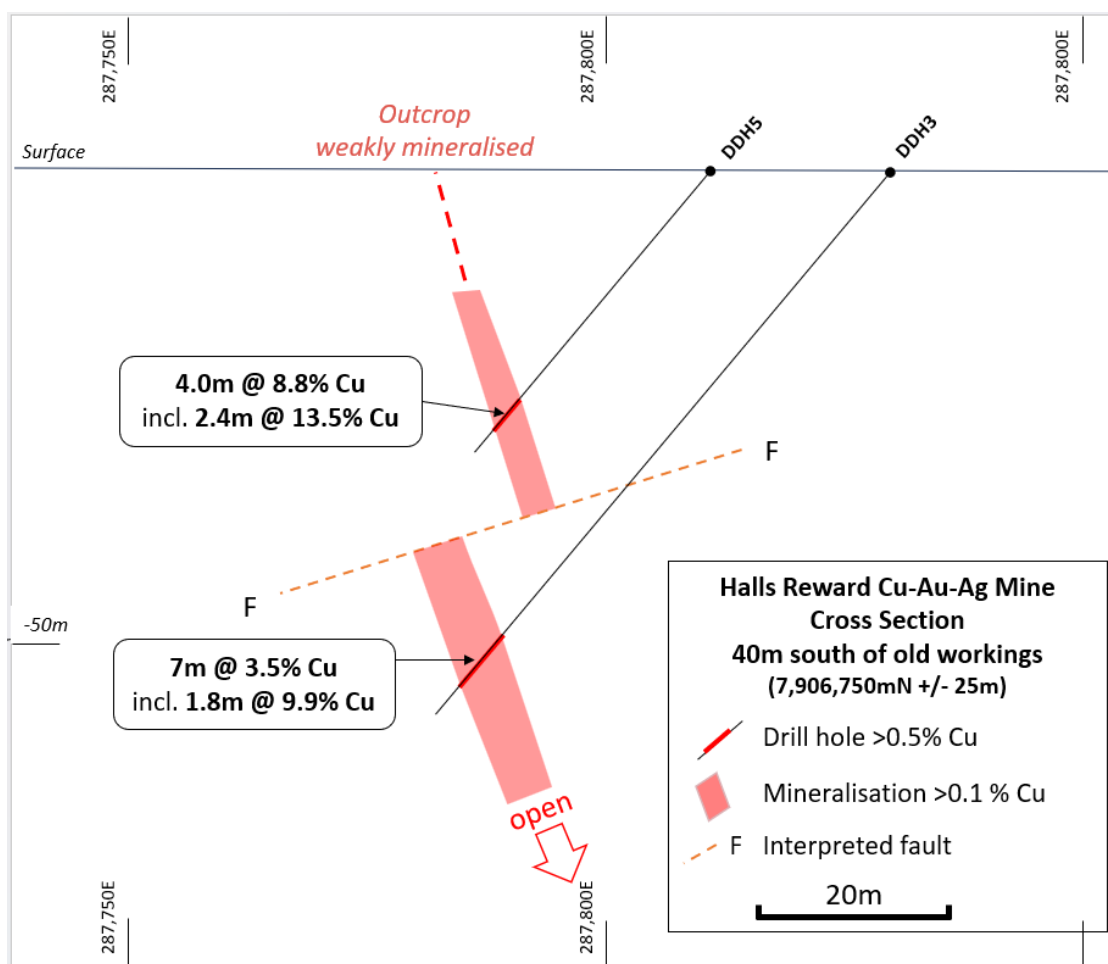 287,750E
287,800E
287,800E
Outcrop
weakly mineralised
Surface
DDH5
DDH3
4.0m @ 8.8% Cu
incl. 2.4m @ 13.5% Cu
F
F
-50m
7m @ 3.5% Cu
incl. 1.8m @ 9.9% Cu
open
Halls Reward Cu-Au-Ag Mine
Cross Section
40m south of old workings
(7,906,750mN +/- 25m)
Drill hole >0.5% Cu
Mineralisation >0.1 % Cu
F Interpreted fault
20m
287,750E
287,800E